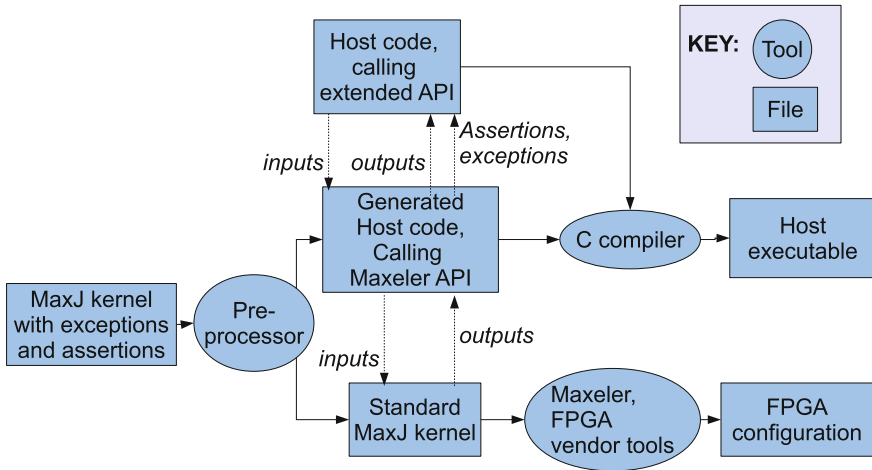 Host code,
calling
extended API
KEY:
Tool
File
inputs
outputs
Assertions,
exceptions
Generated
Host code,
Calling
Maxeler API
C compiler
Host
executable
MaxJ kernel
with exceptions
and assertions
Pre-
processor
inputs
outputs
Standard
MaxJ kernel
Maxeler,
FPGA
vendor tools
FPGA
configuration